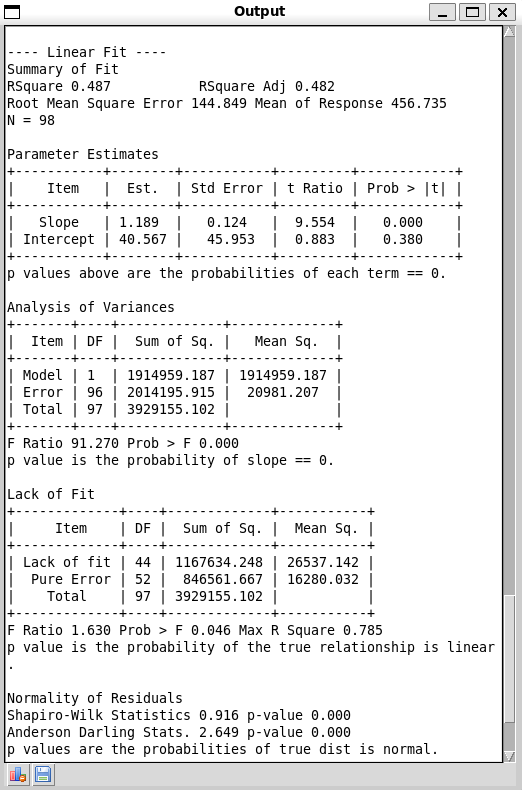 Output
---- Linear Fit ----
Summary of Fit
RSquare 0.487           RSquare Adj 0.482
Root Mean Square Error 144.849 Mean of Response 456.735
N = 98
Parameter Estimates
+-----------+--------+-----------+---------+------------+
|    Item   |  Est.  | Std Error | t Ratio | Prob > |t| |
+-----------+--------+-----------+---------+------------+
|   Slope   | 1.189  |   0.124   |  9.554  |   0.000    |
| Intercept | 40.567 |   45.953  |  0.883  |   0.380    |
+-----------+--------+-----------+---------+------------+
p values above are the probabilities of each term == 0.
Analysis of Variances
+-------+----+-------------+-------------+
|  Item | DF |  Sum of Sq. |   Mean Sq.  |
+-------+----+-------------+-------------+
| Model | 1  | 1914959.187 | 1914959.187 |
| Error | 96 | 2014195.915 |  20981.207  |
| Total | 97 | 3929155.102 |             |
+-------+----+-------------+-------------+
F Ratio 91.270 Prob > F 0.000
p value is the probability of slope == 0.
Lack of Fit
+-------------+----+-------------+-----------+
|     Item    | DF |  Sum of Sq. |  Mean Sq. |
+-------------+----+-------------+-----------+
| Lack of fit | 44 | 1167634.248 | 26537.142 |
|  Pure Error | 52 |  846561.667 | 16280.032 |
|    Total    | 97 | 3929155.102 |           |
+-------------+----+-------------+-----------+
F Ratio 1.630 Prob > F 0.046 Max R Square 0.785
p value is the probability of the true relationship is linear
.
Normality of Residuals
Shapiro-Wilk Statistics 0.916 p-value 0.000
Anderson Darling Stats. 2.649 p-value 0.000
p values are the probabilities of true dist is normal.